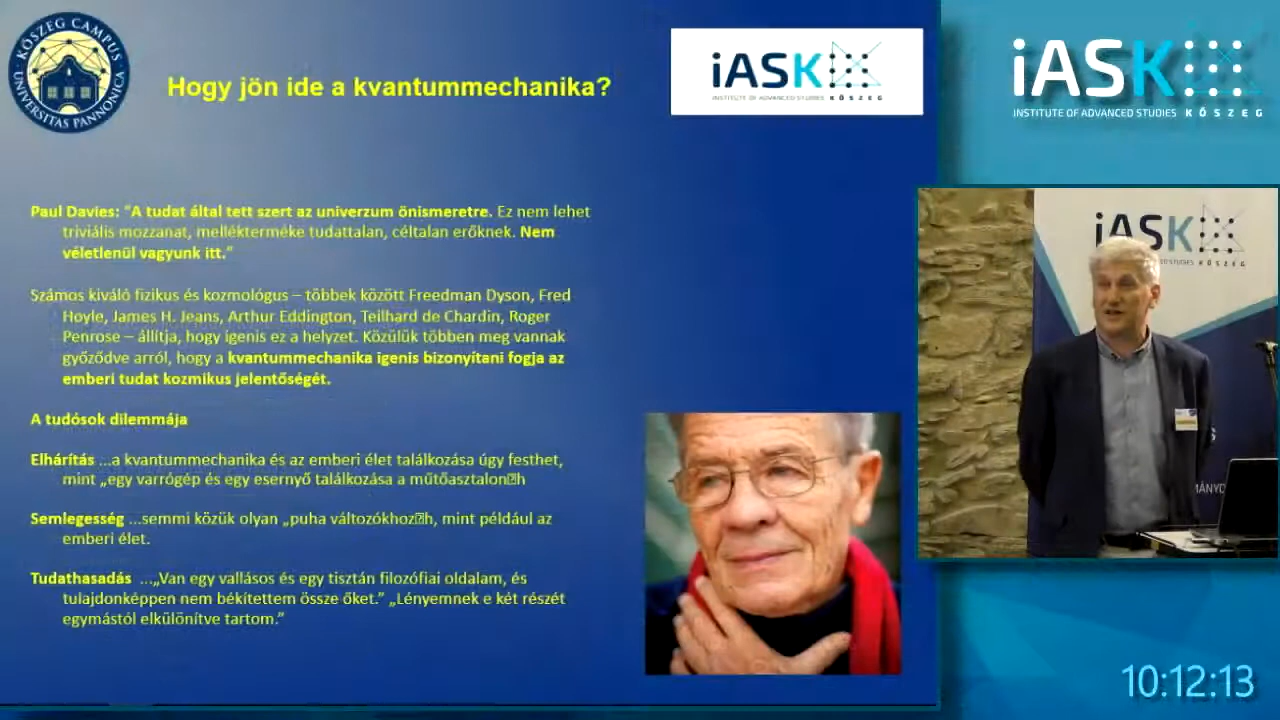 KŐSZEG CAMPUS
UNIVERSITAS PANNONICA
Hogy jön ide a kvantummechanika?
iASK
INSTITUTE OF ADVANCED STUDIES KŐSZEG
iASK
INSTITUTE OF ADVANCED STUDIES KŐSZEG
Paul Davies: "A tudat által tett szert az univerzum önismeretre. Ez nem lehet
triviális mozzanat, mellékterméke tudattalan, céltalan erőknek. Nem
véletlenül vagyunk itt."
Számos kiváló fizikus és kozmológus – többek között Freedman Dyson, Fred
Hoyle, James H. Jeans, Arthur Eddington, Teilhard de Chardin, Roger
Penrose – állítja, hogy igenis ez a helyzet. Közülük többen meg vannak
győződve arról, hogy a kvantummechanika igenis bizonyítani fogja az
emberi tudat kozmikus jelentőségét.
A tudósok dilemmája
Elhárítás ...a kvantummechanika és az emberi élet találkozása úgy festhet,
mint „egy varrógép és egy esernyő találkozása a műtőasztalon�h
Semlegesség ...semmi közük olyan „puha változókhoz�h, mint például az
emberi élet.
Tudathasadás ...„Van egy vallásos és egy tisztán filozófiai oldalam, és
tulajdonképpen nem békítettem össze őket." „Lényemnek e két részét
egymástól elkülönítve tartom."
iASK
10:12:13